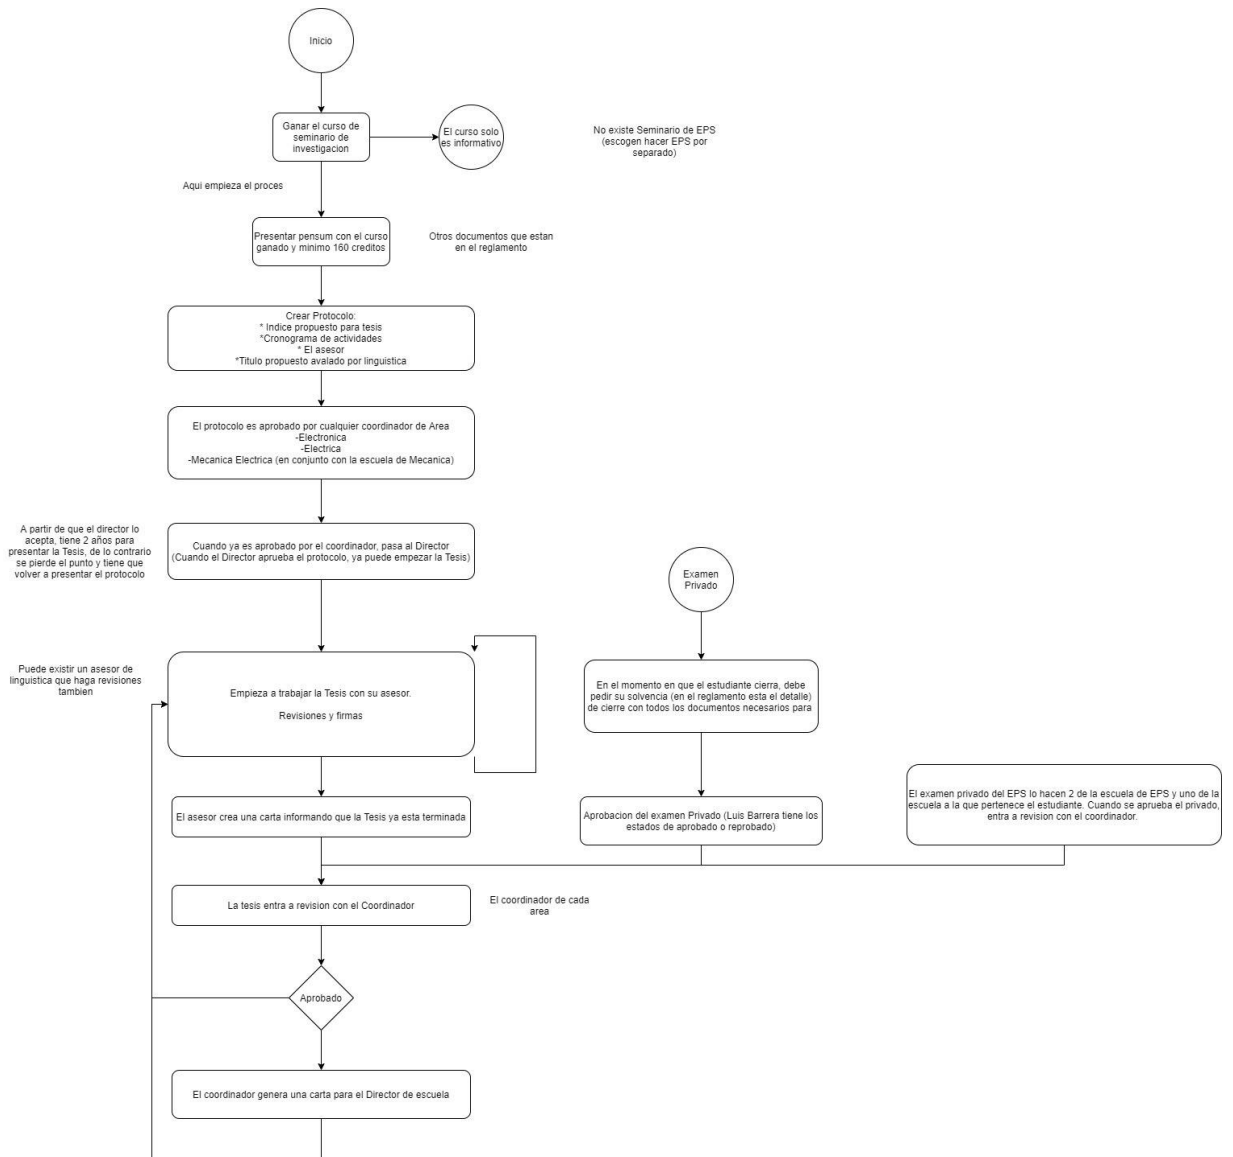 Inicio
Ganar el curso de
seminario de
investigacion
El curso solo
es informativo
No existe Seminario de EPS
(escogen hacer EPS por
separado)
Aqui empieza el proces
Presentar pensum con el curso
ganado y minimo 160 creditos
Otros documentos que estan
en el reglamento
Crear Protocolo:
* Indice propuesto para tesis
*Cronograma de actividades
* El asesor
*Titulo propuesto avalado por linguistica
El protocolo es aprobado por cualquier coordinador de Area
-Electronica
-Electrica
-Mecanica Electrica (en conjunto con la escuela de Mecanica)
A partir de que el director lo
acepta, tiene 2 años para
presentar la Tesis, de lo contrario
se pierde el punto y tiene que
volver a presentar el protocolo
Cuando ya es aprobado por el coordinador, pasa al Director
(Cuando el Director aprueba el protocolo, ya puede empezar la Tesis)
Examen
Privado
Puede existir un asesor de
linguistica que haga revisiones
tambien
Empieza a trabajar la Tesis con su asesor.
Revisiones y firmas
En el momento en que el estudiante cierra, debe
pedir su solvencia (en el reglamento esta el detalle)
de cierre con todos los documentos necesarios para
El asesor crea una carta informando que la Tesis ya esta terminada
Aprobacion del examen Privado (Luis Barrera tiene los
estados de aprobado o reprobado)
El examen privado del EPS lo hacen 2 de la escuela de EPS y uno de la
escuela a la que pertenece el estudiante. Cuando se aprueba el privado,
entra a revision con el coordinador.
La tesis entra a revision con el Coordinador
El coordinador de cada
area
Aprobado
El coordinador genera una carta para el Director de escuela